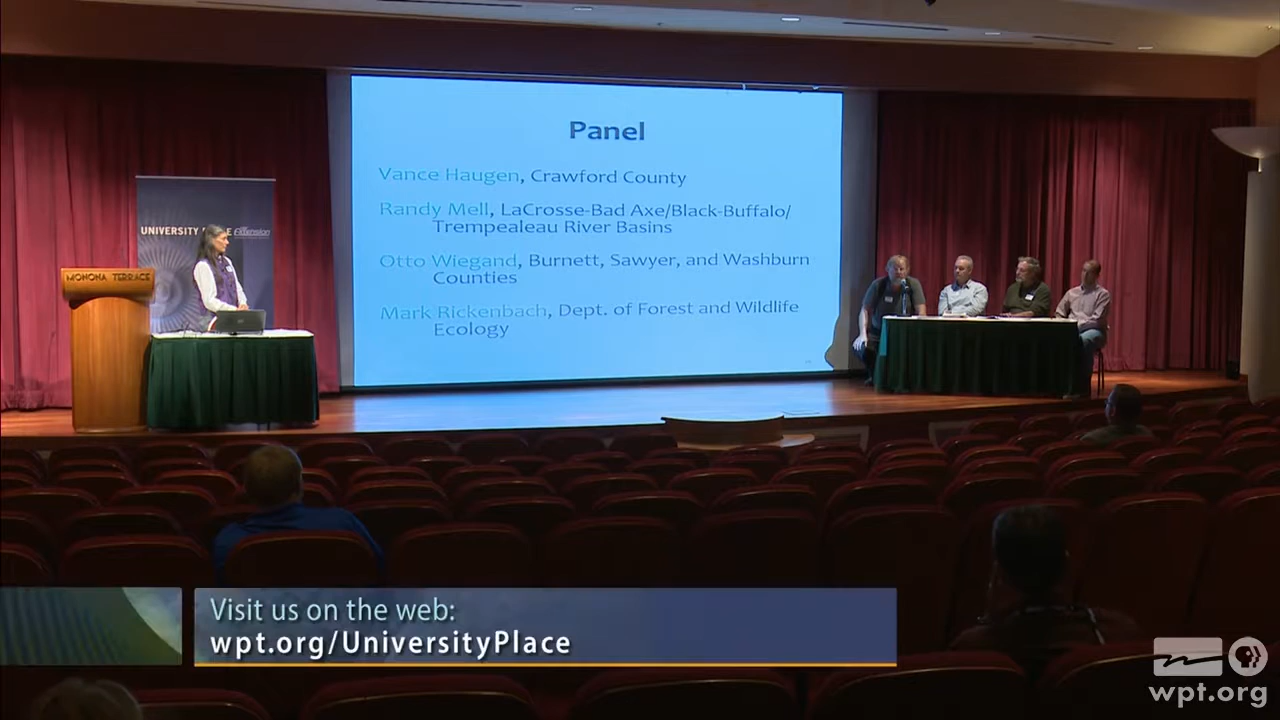 Panel
Vance Haugen, Crawford County
Randy Mell, LaCrosse-Bad Axe/Black-Buffalo/
Trempealeau River Basins
Otto Wiegand, Burnett, Sawyer, and Washburn
Counties
Mark Rickenbach, Dept. of Forest and Wildlife
Ecology
UNIVERSITY
MONONA TERRACE
Visit us on the web:
wpt.org/UniversityPlace
PBS
wpt.org